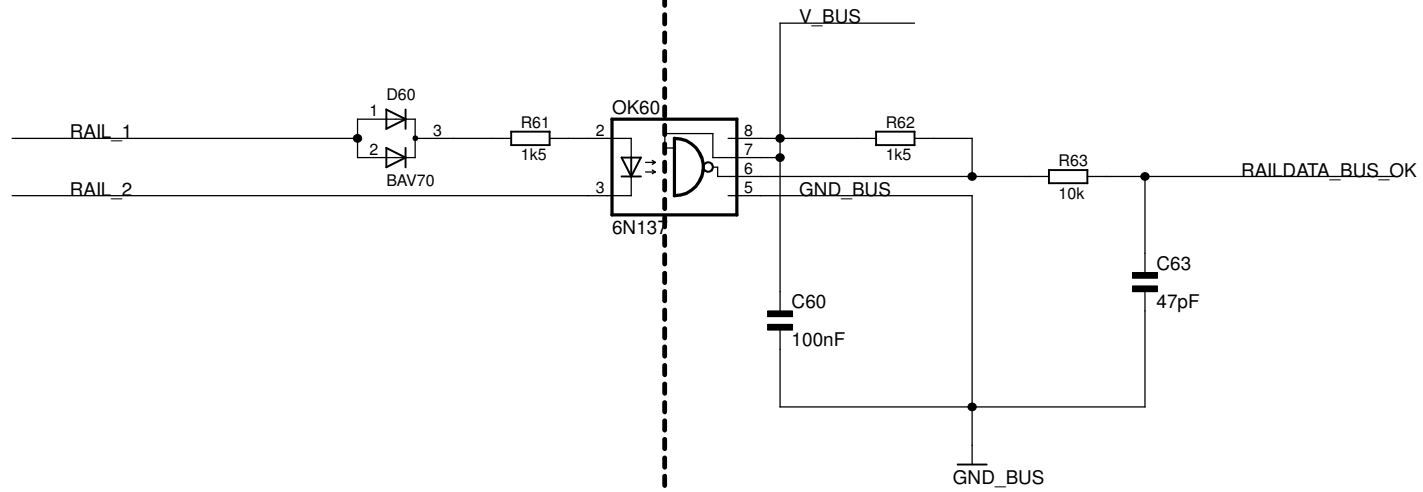 V_BUS
D60
1
2
3
BAV70
RAIL_1
RAIL_2
R61
1k5
OK60
2
3
8
7
6
5
6N137
R62
1k5
GND_BUS
R63
10k
RAILDATA_BUS_OK
C60
100nF
C63
47pF
GND_BUS